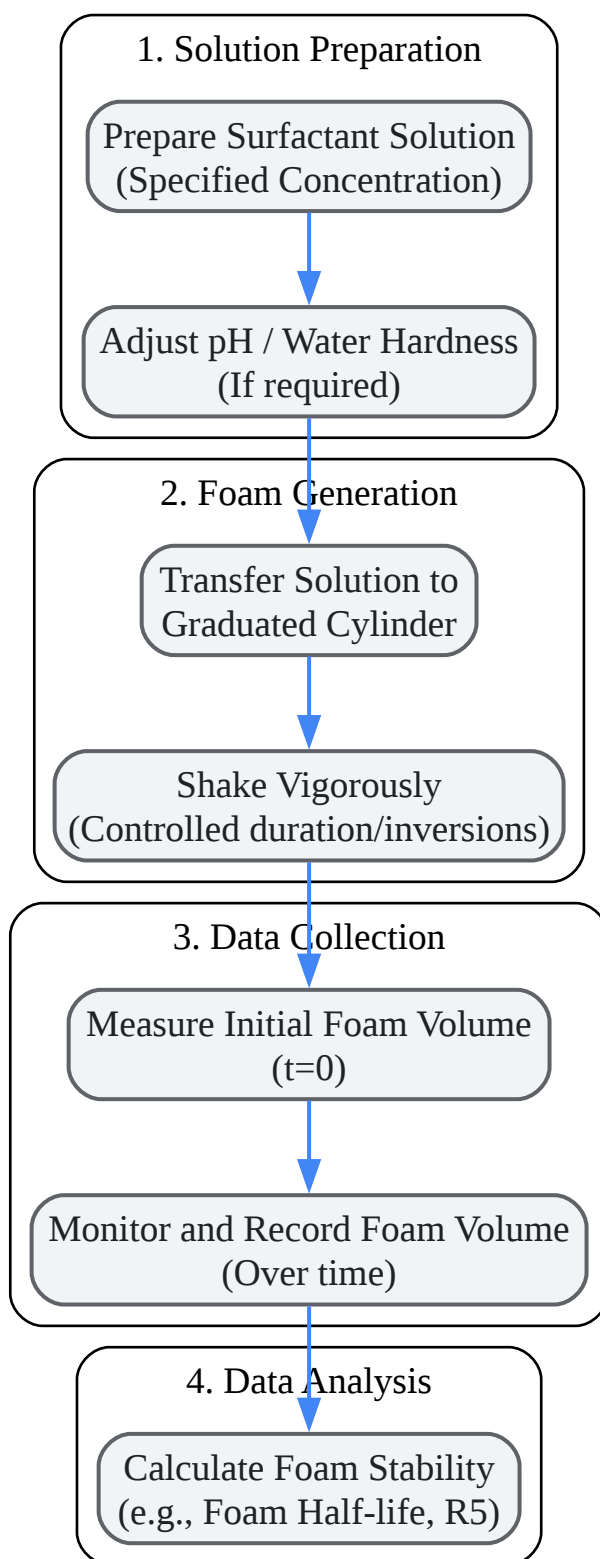 1. Solution Preparation
Prepare Surfactant Solution
(Specified Concentration)
Adjust pH / Water Hardness
(If required)
2. Foam Generation
Transfer Solution to
Graduated Cylinder
Shake Vigorously
(Controlled duration/inversions)
3. Data Collection
Measure Initial Foam Volume
(t=0)
Monitor and Record Foam Volume
(Over time)
4. Data Analysis
Calculate Foam Stability
(e.g., Foam Half-life, R5)